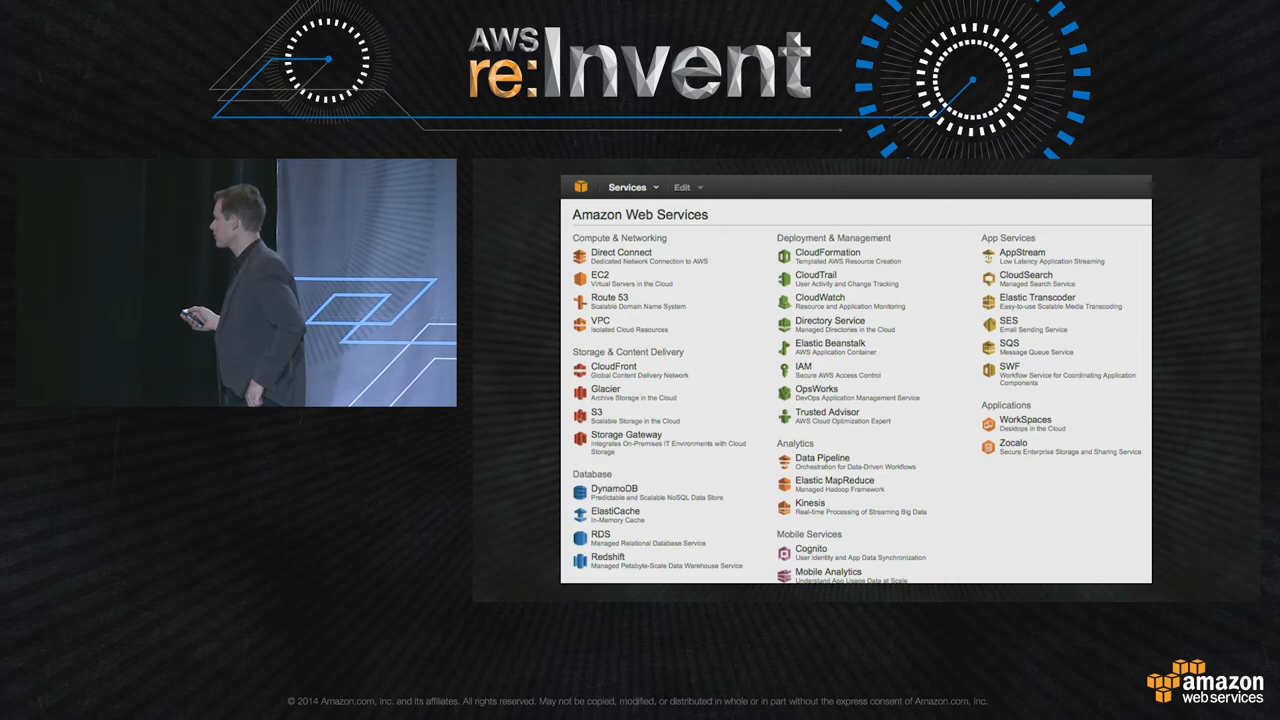 AWS
re:Invent
Services
Edit
Amazon Web Services
Compute & Networking
Direct Connect
Dedicated Network Connection to AWS
EC2
Virtual Servers in the Cloud
Route 53
Scalable Domain Name System
VPC
Isolated Cloud Resources
Storage & Content Delivery
CloudFront
Global Content Delivery Network
Glacier
Archive Storage in the Cloud
S3
Scalable Storage in the Cloud
Storage Gateway
Integrates On-Premises IT Environments with Cloud
Storage
Database
DynamoDB
Predictable and Scalable NoSQL Data Store
ElastiCache
In-Memory Cache
RDS
Managed Relational Database Service
Redshift
Managed Petabyte-Scale Data Warehouse Service
Deployment & Management
CloudFormation
Templated AWS Resource Creation
CloudTrail
User Activity and Change Tracking
CloudWatch
Resource and Application Monitoring
Directory Service
Managed Directories in the Cloud
Elastic Beanstalk
AWS Application Container
IAM
Secure AWS Access Control
OpsWorks
DevOps Application Management Service
Trusted Advisor
AWS Cloud Optimization Expert
Analytics
Data Pipeline
Orchestration for Data-Driven Workflows
Elastic MapReduce
Managed Hadoop Framework
Kinesis
Real-time Processing of Streaming Big Data
Mobile Services
Cognito
User Identity and App Data Synchronization
Mobile Analytics
Understand App Usage Data at Scale
App Services
AppStream
Low Latency Application Streaming
CloudSearch
Managed Search Service
Elastic Transcoder
Easy-to-use Scalable Media Transcoding
SES
Email Sending Service
SQS
Message Queue Service
SWF
Workflow Service for Coordinating Application
Components
Applications
WorkSpaces
Desktops in the Cloud
Zocalo
Secure Enterprise Storage and Sharing Service
© 2014 Amazon.com, Inc. and its affiliates. All rights reserved. May not be copied, modified, or distributed in whole or in part without the express consent of Amazon.com, Inc.
amazon
web services